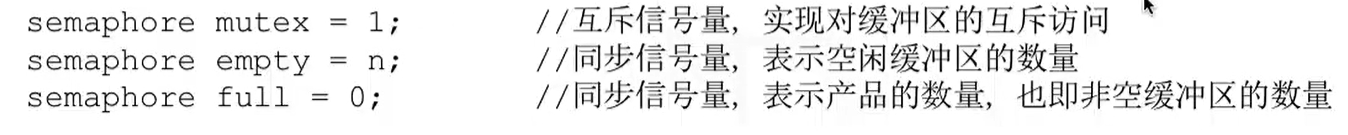 semaphore mutex = 1; //互斥信号量，实现对缓冲区的互斥访问
semaphore empty = n; //同步信号量，表示空闲缓冲区的数量
semaphore full = 0; //同步信号量，表示产品的数量，也即非空缓冲区的数量